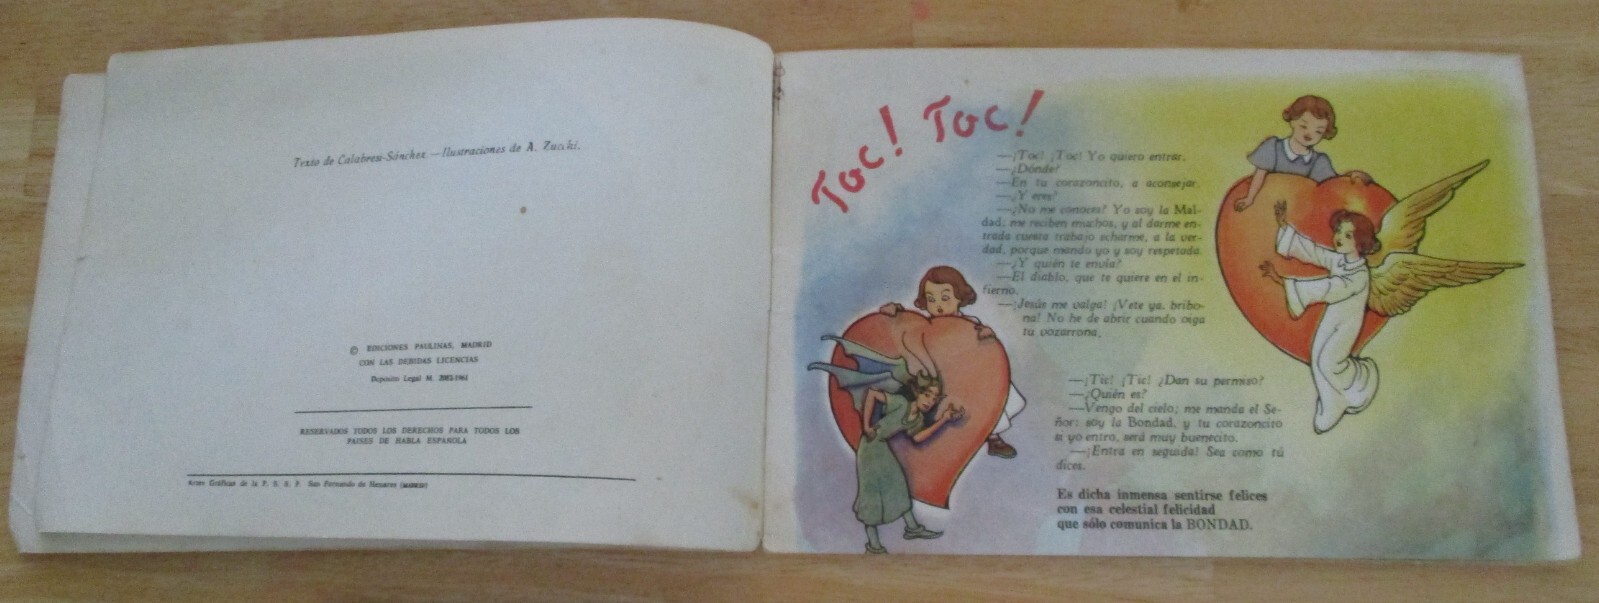 Texto de Calabresi-Sánchez.—Ilustraciones de A. Zucchi.
© EDICIONES PAULINAS, MADRID
CON LAS DEBIDAS LICENCIAS
Depósito Legal M. 3983-1961
RESERVADOS TODOS LOS DERECHOS PARA TODOS LOS
PAISES DE HABLA ESPAÑOLA
Artes Gráficas de la P. S. S. P. San Fernando de Henares (MADRID)
Toc! Toc!
—¡Toc! ¡Toc! Yo quiero entrar.
—¿Dónde?
—En tu corazoncito, a aconsejar.
—¿Y eres?
—¿No me conoces? Yo soy la Mal-
dad; me reciben muchos, y al darme en-
trada cuesta trabajo echarme, a la ver-
dad, porque mando yo y soy respetada.
—¿Y quién te envía?
—El diablo, que te quiere en el in-
fierno.
—¡Jesús me valga! ¡Vete ya, bribo-
na! No he de abrir cuando oiga
tu vozarrona.
—¡Tic! ¡Tic! ¿Dan su permiso?
—¿Quién es?
—Vengo del cielo; me manda el Se-
ñor: soy la Bondad, y tu corazoncito
si yo entro, será muy buenecito.
—¡Entra en seguida! Sea como tú
dices.
Es dicha inmensa sentirse felices
con esa celestial felicidad
que sólo comunica la BONDAD.